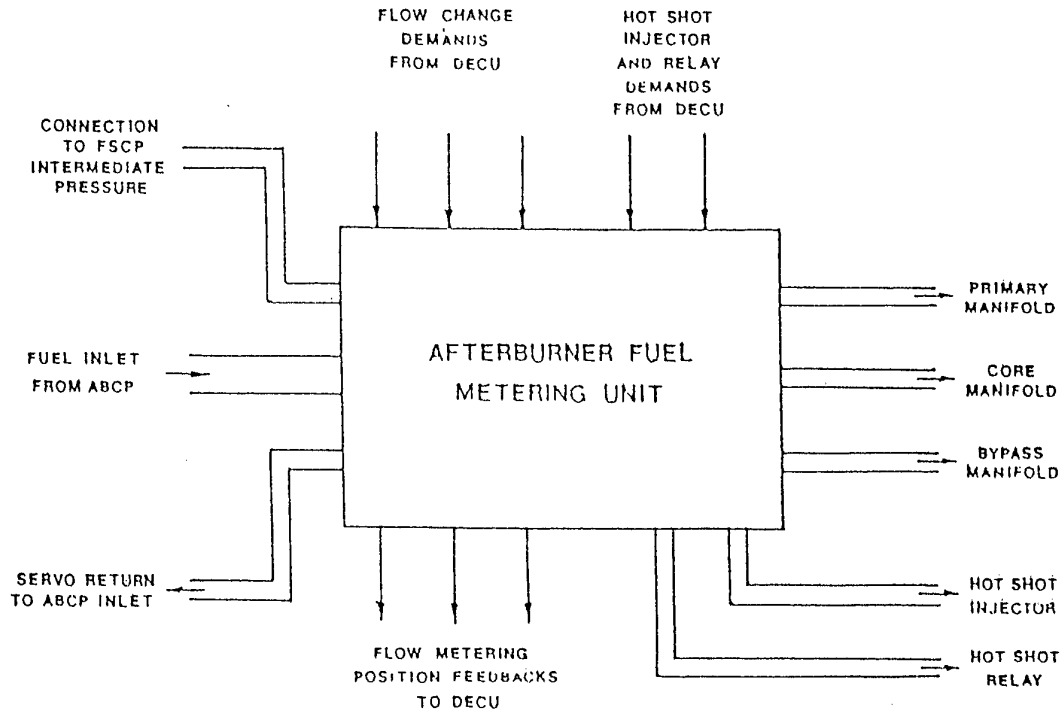 FLOW CHANGE
DEMANDS
FROM DECU
HOT SHOT
INJECTOR
AND RELAY
DEMANDS
FROM DECU
CONNECTION
TO FSCP
INTERMEDIATE
PRESSURE
FUEL INLET
FROM ABCP
SERVO RETURN
TO ABCP INLET
AFTERBURNER FUEL
METERING UNIT
PRIMARY
MANIFOLD
CORE
MANIFOLD
BYPASS
MANIFOLD
HOT SHOT
INJECTOR
HOT SHOT
RELAY
FLOW METERING
POSITION FEEDBACKS
TO DECU